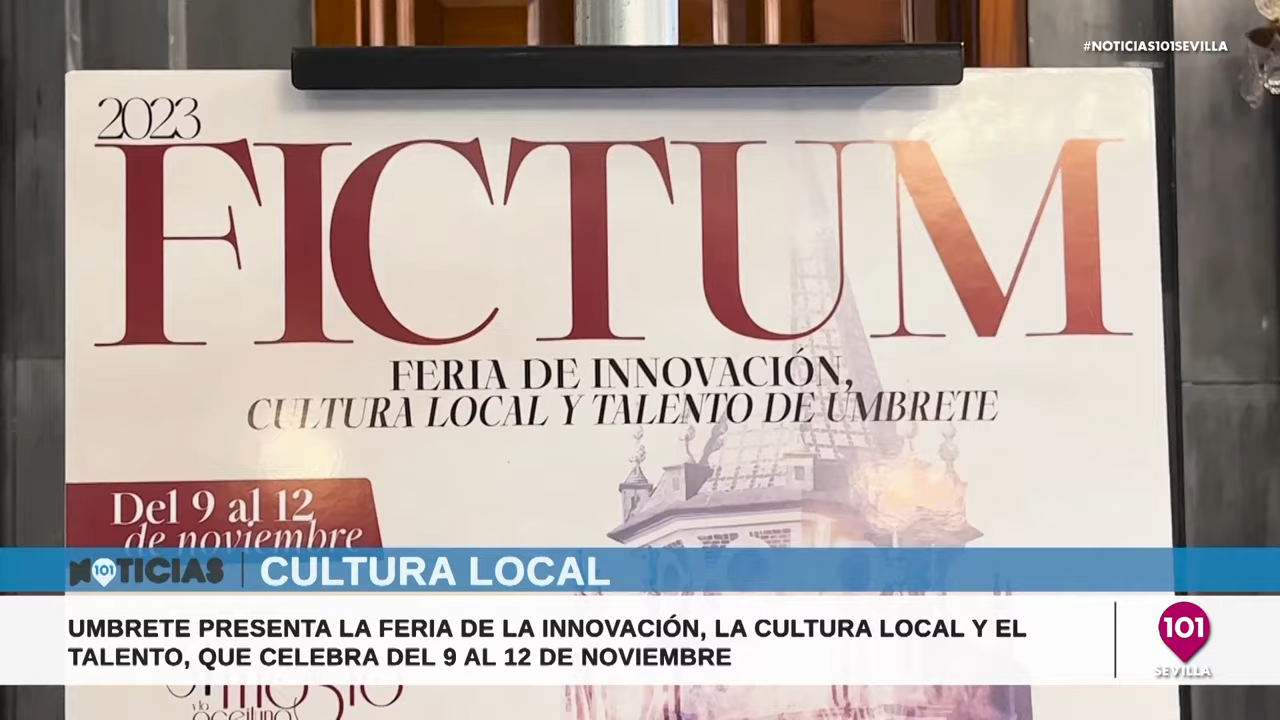 #NOTICIAS101SEVILLA
2023
FICTUM
FERIA DE INNOVACIÓN,
CULTURA LOCAL Y TALENTO DE UMBRETE
Del 9 al 12
de noviembre
NOTICIAS
101
CULTURA LOCAL
UMBRETE PRESENTA LA FERIA DE LA INNOVACIÓN, LA CULTURA LOCAL Y EL
TALENTO, QUE CELEBRA DEL 9 AL 12 DE NOVIEMBRE
101
SEVILLA